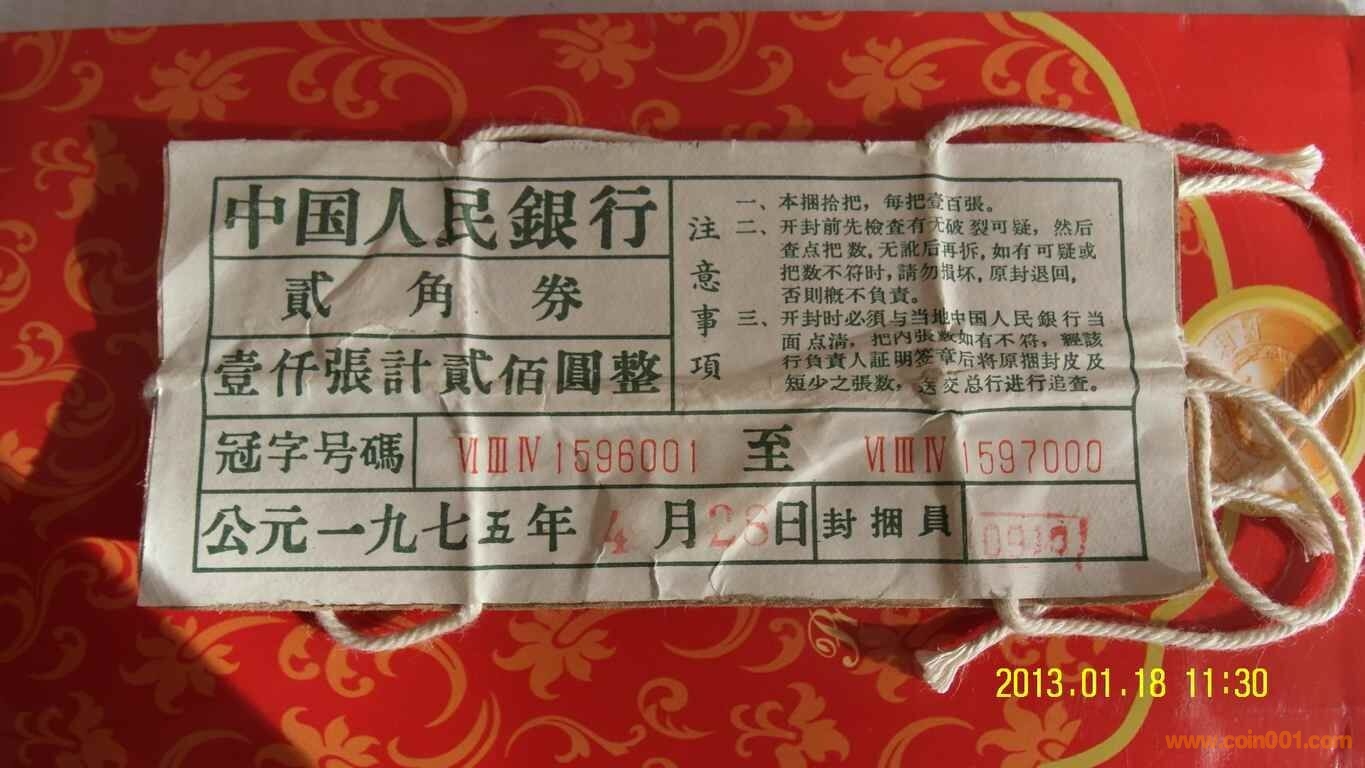 中国人民銀行
貳角券
壹仟張計貳佰圓整
注意事項
一、本捆拾把，每把壹百張。
二、开封前先檢查有无破裂可疑，然后
查点把数，无訛后再拆，如有可疑或
把数不符时，請勿損坏，原封退回，
否則槪不負責。
三、开封时必須与当地中国人民銀行当
面点清，把內張数如有不符，經該
行負責人証明签章后将原捆封皮及
短少之張数，送交总行进行追查。
冠字号碼 ⅥⅢⅣ1596001 至 ⅥⅢⅣ1597000
公元一九七五年 4月28日 封捆員
2013.01.18 11:30
www.coin001.com